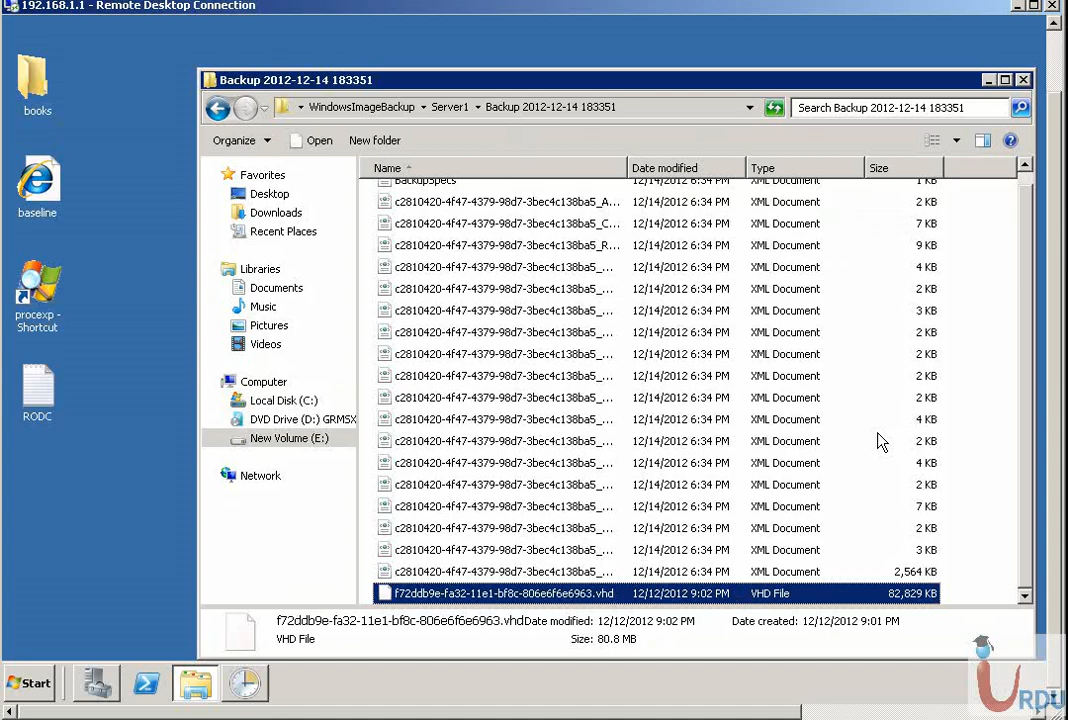 192.168.1.1 - Remote Desktop Connection
books
baseline
procexp -
Shortcut
RODC
Backup 2012-12-14 183351
WindowsImageBackup Server1 Backup 2012-12-14 183351
Search Backup 2012-12-14 183351
Organize Open New folder
Favorites
Desktop
Downloads
Recent Places
Libraries
Documents
Music
Pictures
Videos
Computer
Local Disk (C:)
DVD Drive (D:) GRMSX
New Volume (E:)
Network
Name Date modified Type Size
BackupSpecs 12/14/2012 6:34 PM XML Document 1 KB
c2810420-4f47-4379-98d7-3bec4c138ba5_A... 12/14/2012 6:34 PM XML Document 2 KB
c2810420-4f47-4379-98d7-3bec4c138ba5_C... 12/14/2012 6:34 PM XML Document 7 KB
c2810420-4f47-4379-98d7-3bec4c138ba5_R... 12/14/2012 6:34 PM XML Document 9 KB
c2810420-4f47-4379-98d7-3bec4c138ba5_... 12/14/2012 6:34 PM XML Document 4 KB
c2810420-4f47-4379-98d7-3bec4c138ba5_... 12/14/2012 6:34 PM XML Document 2 KB
c2810420-4f47-4379-98d7-3bec4c138ba5_... 12/14/2012 6:34 PM XML Document 3 KB
c2810420-4f47-4379-98d7-3bec4c138ba5_... 12/14/2012 6:34 PM XML Document 2 KB
c2810420-4f47-4379-98d7-3bec4c138ba5_... 12/14/2012 6:34 PM XML Document 2 KB
c2810420-4f47-4379-98d7-3bec4c138ba5_... 12/14/2012 6:34 PM XML Document 2 KB
c2810420-4f47-4379-98d7-3bec4c138ba5_... 12/14/2012 6:34 PM XML Document 2 KB
c2810420-4f47-4379-98d7-3bec4c138ba5_... 12/14/2012 6:34 PM XML Document 4 KB
c2810420-4f47-4379-98d7-3bec4c138ba5_... 12/14/2012 6:34 PM XML Document 2 KB
c2810420-4f47-4379-98d7-3bec4c138ba5_... 12/14/2012 6:34 PM XML Document 4 KB
c2810420-4f47-4379-98d7-3bec4c138ba5_... 12/14/2012 6:34 PM XML Document 2 KB
c2810420-4f47-4379-98d7-3bec4c138ba5_... 12/14/2012 6:34 PM XML Document 7 KB
c2810420-4f47-4379-98d7-3bec4c138ba5_... 12/14/2012 6:34 PM XML Document 2 KB
c2810420-4f47-4379-98d7-3bec4c138ba5_... 12/14/2012 6:34 PM XML Document 3 KB
c2810420-4f47-4379-98d7-3bec4c138ba5_... 12/14/2012 6:34 PM XML Document 2,564 KB
f72ddb9e-fa32-11e1-bf8c-806e6f6e6963.vhd 12/12/2012 9:02 PM VHD File 82,829 KB
f72ddb9e-fa32-11e1-bf8c-806e6f6e6963.vhd Date modified: 12/12/2012 9:02 PM Date created: 12/12/2012 9:01 PM
VHD File Size: 80.8 MB
Start
URDU